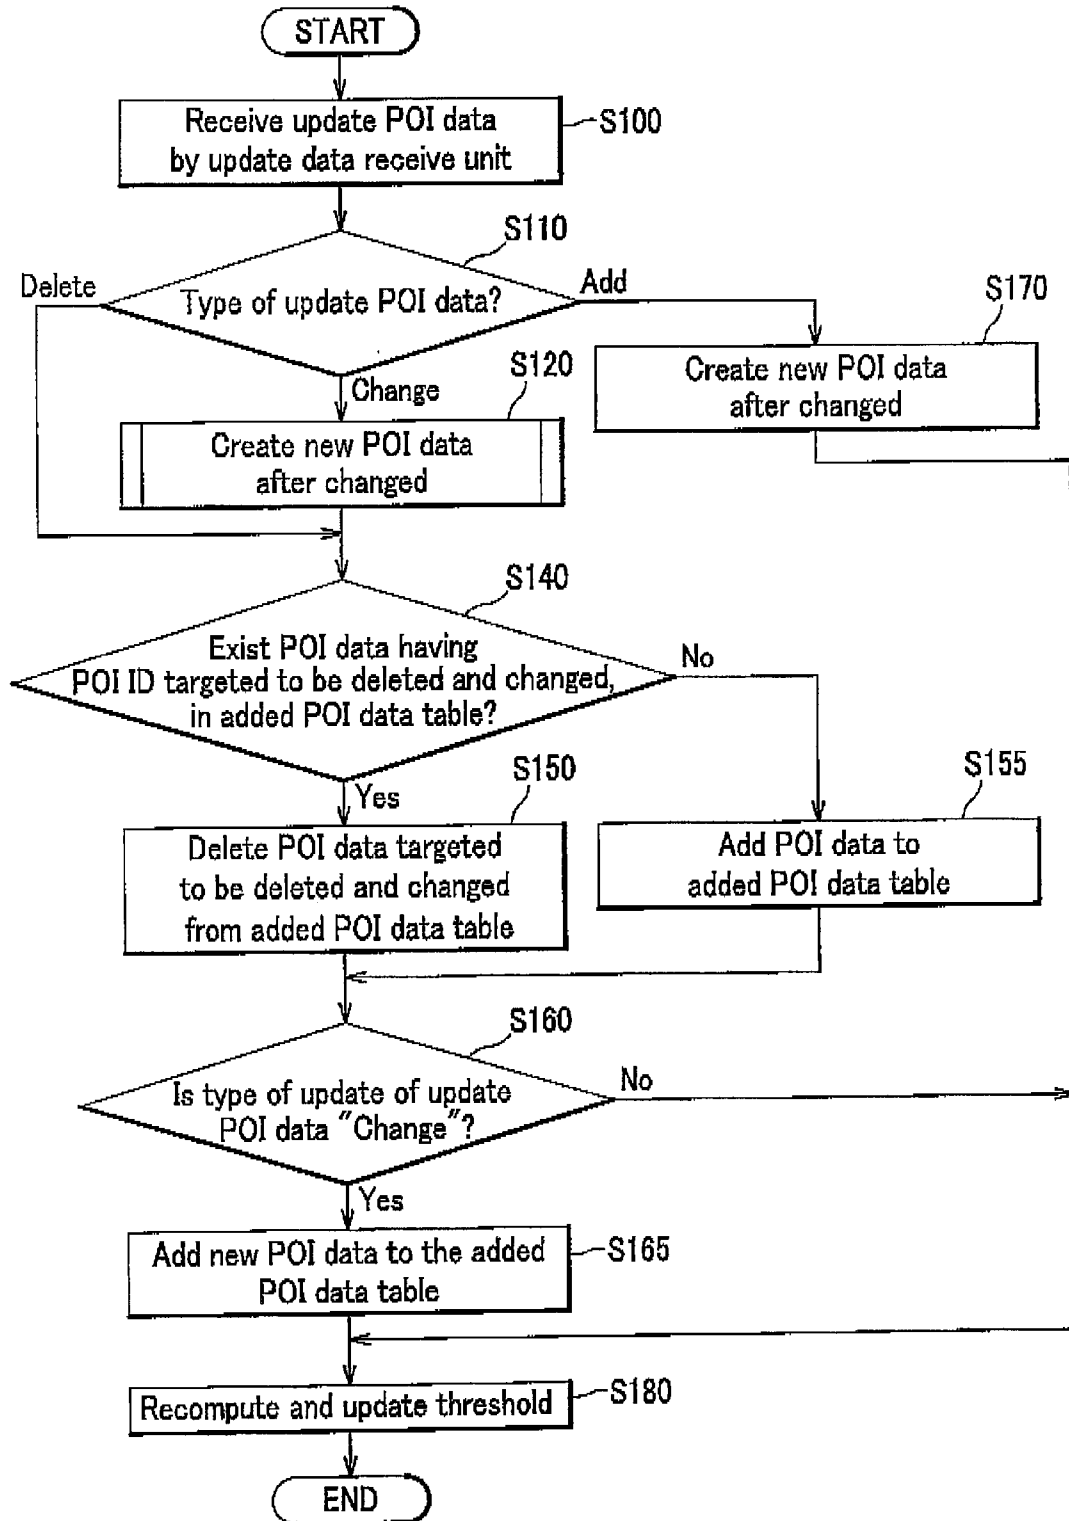 START
Receive update POI data
by update data receive unit
S100
S110
Delete
Type of update POI data?
Add
S170
Create new POI data
after changed
S120
Change
Create new POI data
after changed
S140
Exist POI data having
POI ID targeted to be deleted and changed,
in added POI data table?
No
S150
Yes
S155
Delete POI data targeted
to be deleted and changed
from added POI data table
Add POI data to
added POI data table
S160
Is type of update of update
POI data "Change"?
No
Yes
Add new POI data to the added
POI data table
S165
Recompute and update threshold
S180
END